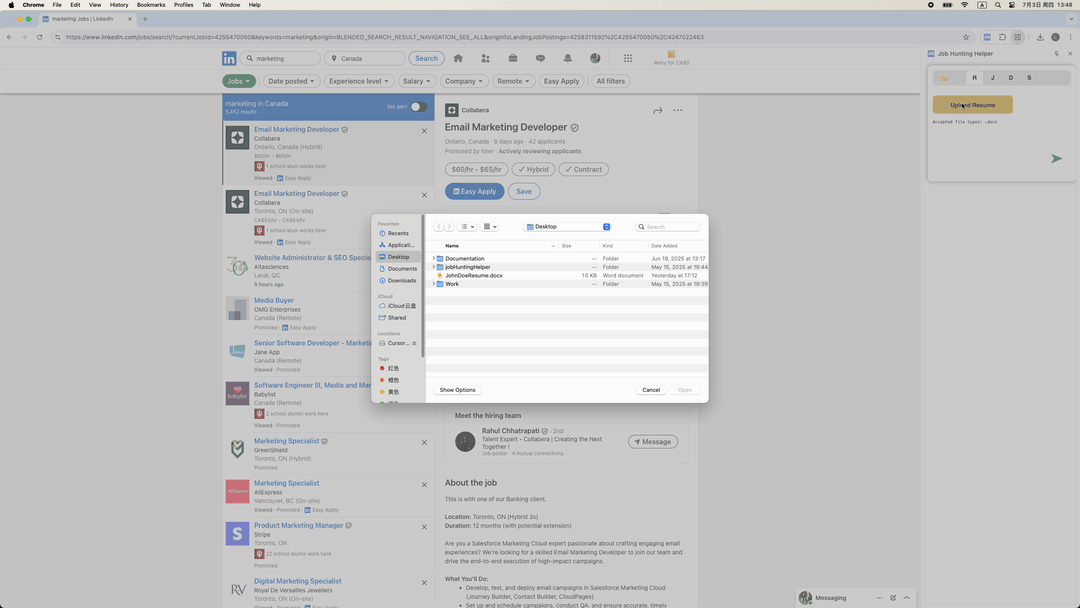 Chrome File Edit View History Bookmarks Profiles Tab Window Help
7月3日 周四 13:48
marketing Jobs | LinkedIn
https://www.linkedin.com/jobs/search/?currentJobId=4255470050&keywords=marketing&origin=BLENDED_SEARCH_RESULT_NAVIGATION_SEE_ALL&originToLandingJobPostings=4258311592%2C4255470050%2C4247022463
marketing
Canada
Search
Retry for CA$0
Jobs
Date posted
Experience level
Salary
Company
Remote
Easy Apply
All filters
marketing in Canada
5,452 results
Set alert
Email Marketing Developer
Collabera
Ontario, Canada (Hybrid)
$60/hr - $65/hr
1 school alum works here
Viewed · Easy Apply
Email Marketing Developer
Collabera
Toronto, ON (On-site)
1 school alum works here
Viewed · Easy Apply
Website Administrator & SEO Specia
Altasciences
Laval, QC
5 hours ago
Media Buyer
OMG Enterprises
Canada (Remote)
Promoted · Easy Apply
Senior Software Developer - Marketi
Jane App
Canada (Remote)
Promoted
Software Engineer III, Media and Mar
Babylist
Canada (Remote)
2 school alumni work here
Viewed · Promoted
Marketing Specialist
GreenShield
Toronto, ON (Hybrid)
Promoted
Marketing Specialist
AliExpress
Vancouver, BC (On-site)
Viewed · Promoted · Easy Apply
Product Marketing Manager
Stripe
Toronto, ON
22 school alumni work here
Promoted
Digital Marketing Specialist
Royal De Versailles Jewellers
Toronto, ON (On-site)
Collabera
Email Marketing Developer
Ontario, Canada · 6 days ago · 42 applicants
Promoted by hirer · Actively reviewing applicants
$60/hr - $65/hr
Hybrid
Contract
Easy Apply
Save
Favorites
Recents
Applicati...
Desktop
Documents
Downloads
iCloud
iCloud云盘
Shared
Locations
Cursor...
Tags
红色
橙色
黄色
Desktop
Search
Name Size Kind Date Added
Documentation -- Folder Jun 19, 2025 at 13:17
jobHuntingHelper -- Folder May 15, 2025 at 19:44
JohnDoeResume.docx 10 KB Word document Yesterday at 17:12
Work -- Folder May 15, 2025 at 19:39
Show Options
Cancel
Open
Meet the hiring team
Rahul Chhatrapati · 2nd
Talent Expert - Collabera | Creating the Next
Together !
Job poster · 4 mutual connections
Message
About the job
This is with one of our Banking client.
Location: Toronto, ON (Hybrid 3x)
Duration: 12 months (with potential extension)
Are you a Salesforce Marketing Cloud expert passionate about crafting engaging email
experiences? We're looking for a skilled Email Marketing Developer to join our team and
drive the end-to-end execution of high-impact campaigns.
What You'll Do:
Develop, test, and deploy email campaigns in Salesforce Marketing Cloud
(Journey Builder, Contact Builder, CloudPages)
Set up and schedule campaigns, conduct QA, and ensure accurate, timely
Messaging
Job Hunting Helper
R J D S
Upload Resume
Accepted file types: .docx